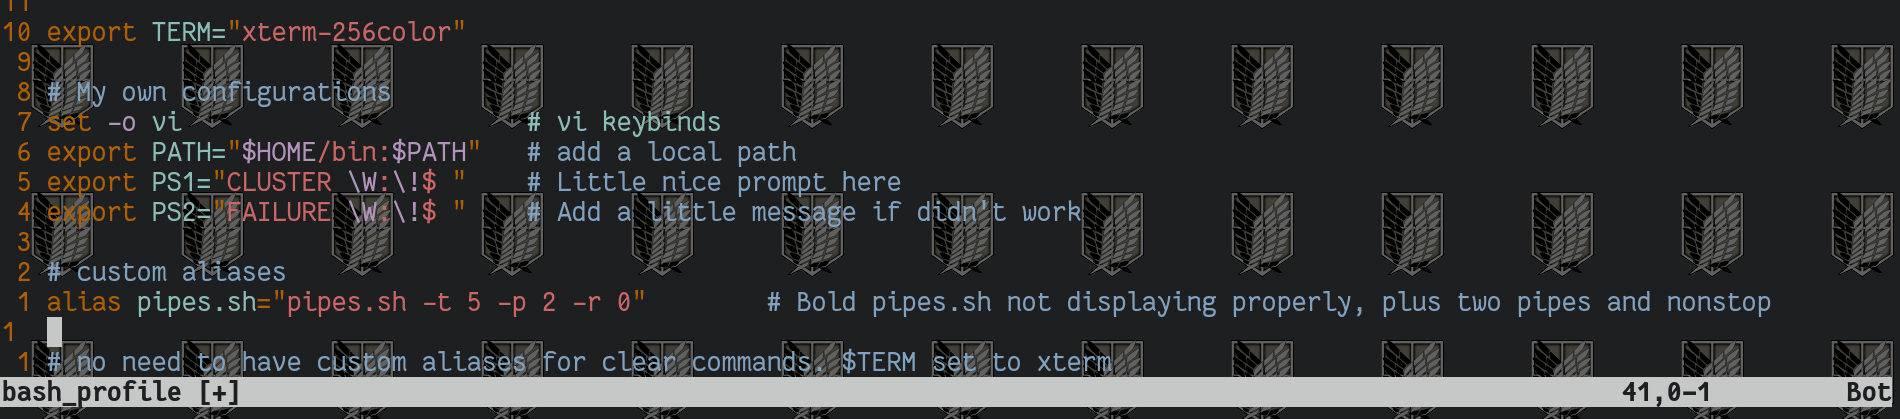 11
10 export TERM="xterm-256color"
9
8 # My own configurations
7 set -o vi # vi keybinds
6 export PATH="$HOME/bin:$PATH" # add a local path
5 export PS1="CLUSTER \W:\!$ " # Little nice prompt here
4 export PS2="FAILURE \W:\!$ " # Add a little message if didn't work
3
2 # custom aliases
1 alias pipes.sh="pipes.sh -t 5 -p 2 -r 0" # Bold pipes.sh not displaying properly, plus two pipes and nonstop
1
1 # no need to have custom aliases for clear commands. $TERM set to xterm
bash_profile [+] 41,0-1 Bot